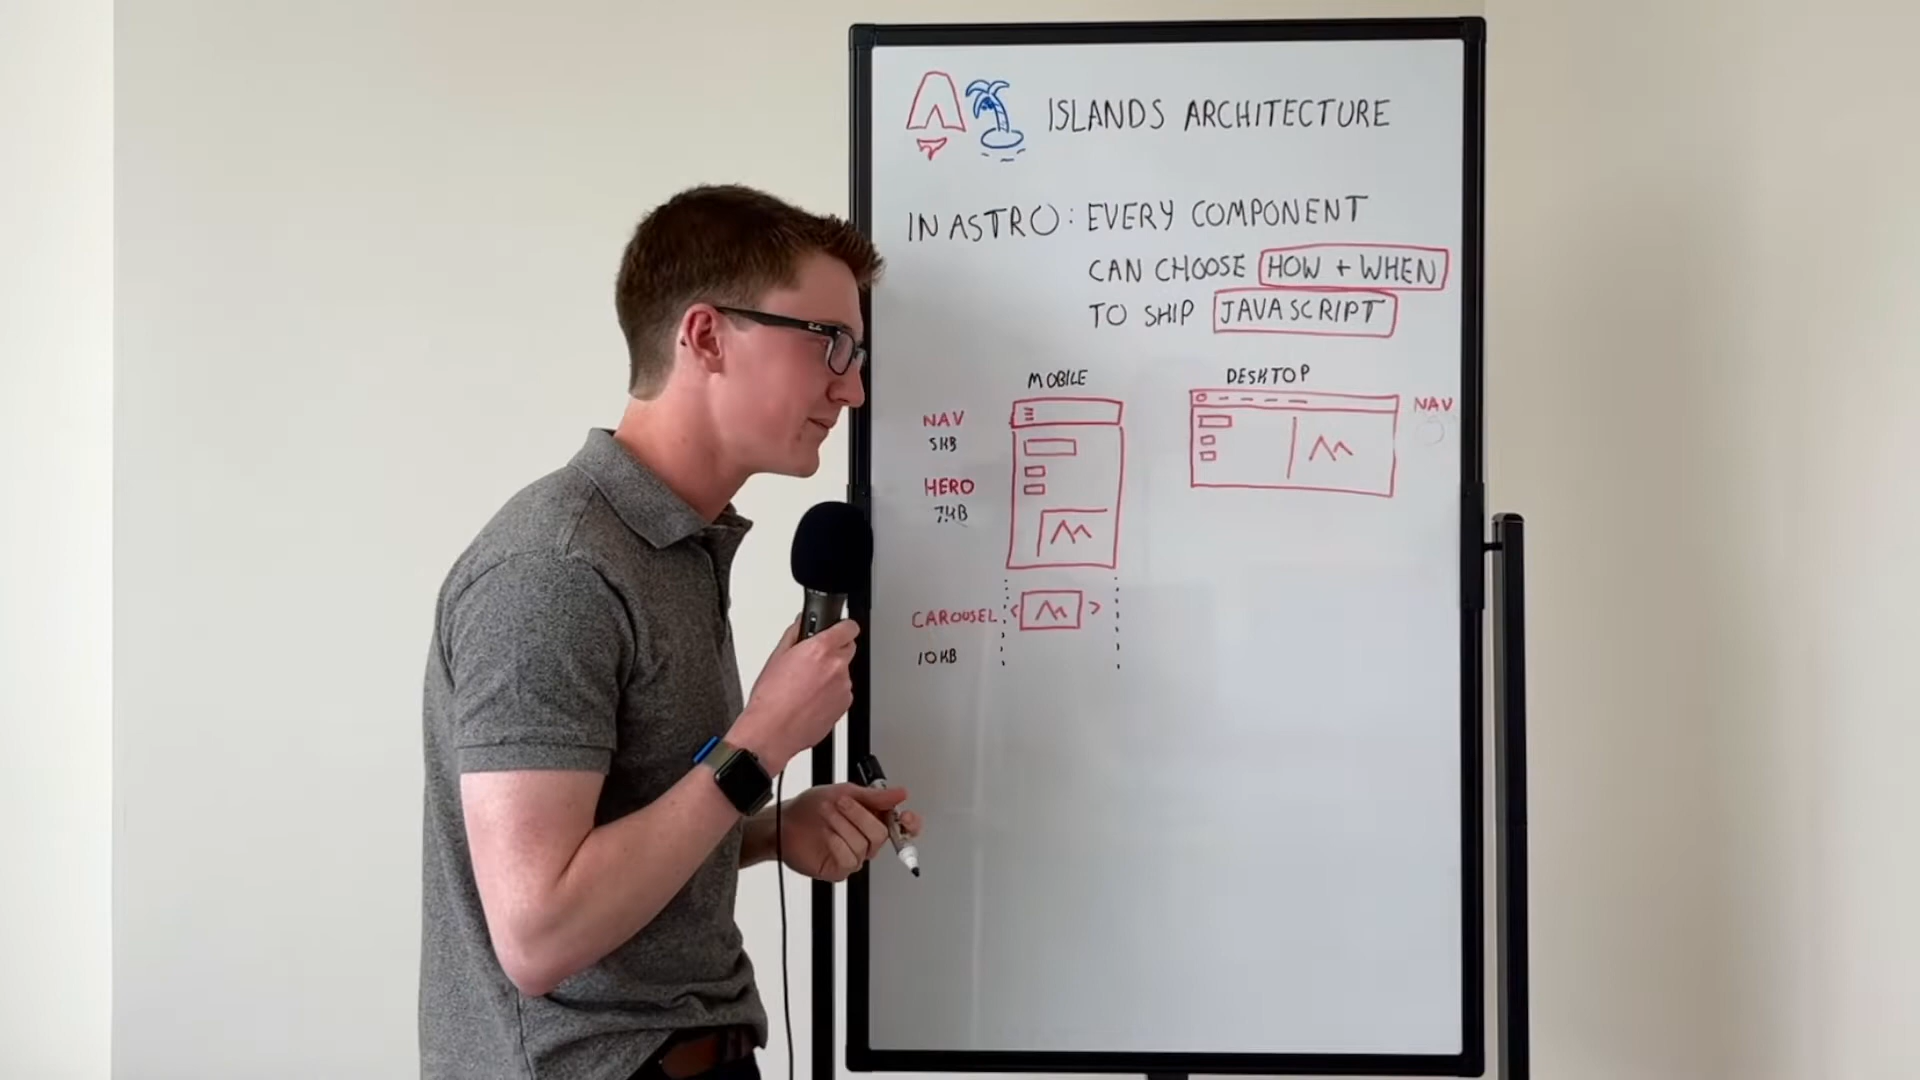 ISLANDS ARCHITECTURE
IN ASTRO: EVERY COMPONENT
CAN CHOOSE HOW + WHEN
TO SHIP JAVASCRIPT
MOBILE
DESKTOP
NAV
5KB
NAV
HERO
7KB
CAROUSEL
10KB